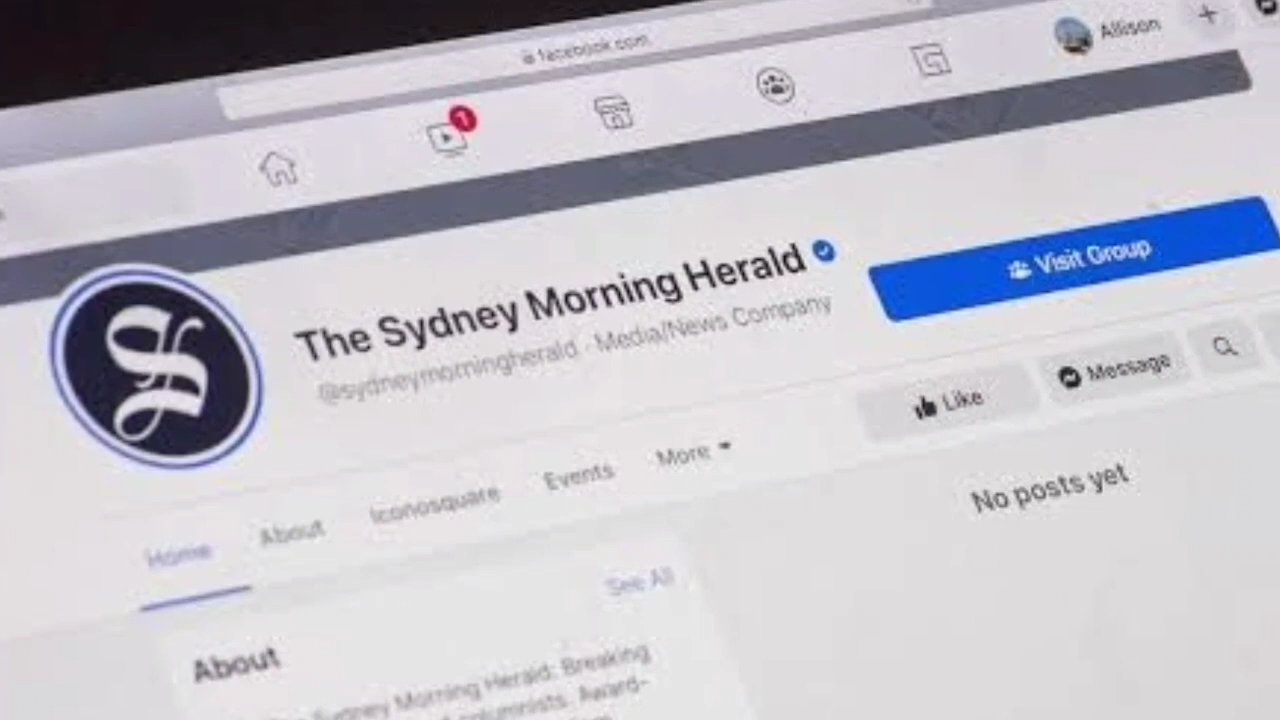 facebook.com
Allison
1
The Sydney Morning Herald
@sydneymorningherald · Media/News Company
Visit Group
Like
Message
Home
About
Iconosquare
Events
More
No posts yet
See All
About
Sydney Morning Herald: Breaking
columnists. Award-